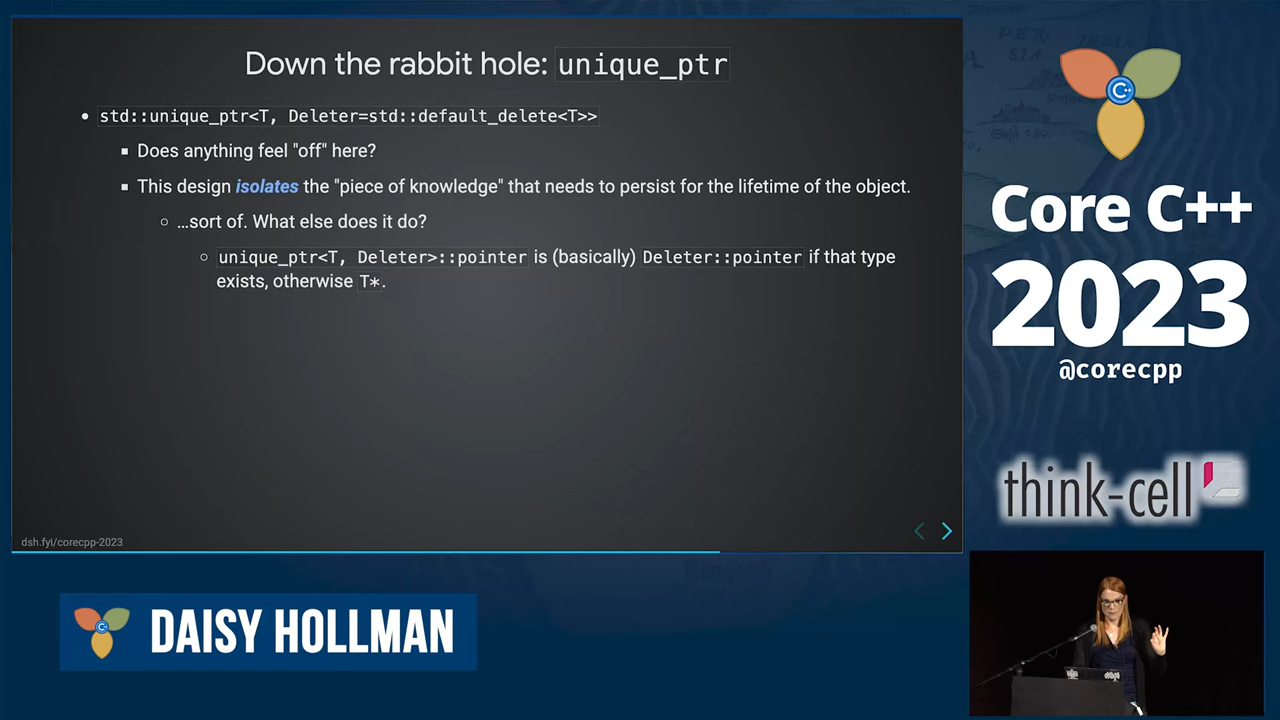 Down the rabbit hole: unique_ptr
• std::unique_ptr<T, Deleter=std::default_delete<T>>
▪ Does anything feel "off" here?
▪ This design isolates the "piece of knowledge" that needs to persist for the lifetime of the object.
○ …sort of. What else does it do?
○ unique_ptr<T, Deleter>::pointer is (basically) Deleter::pointer if that type
exists, otherwise T*.
dsh.fyi/corecpp-2023
C++
Core C++
2023
@corecpp
think-cell
C++
DAISY HOLLMAN